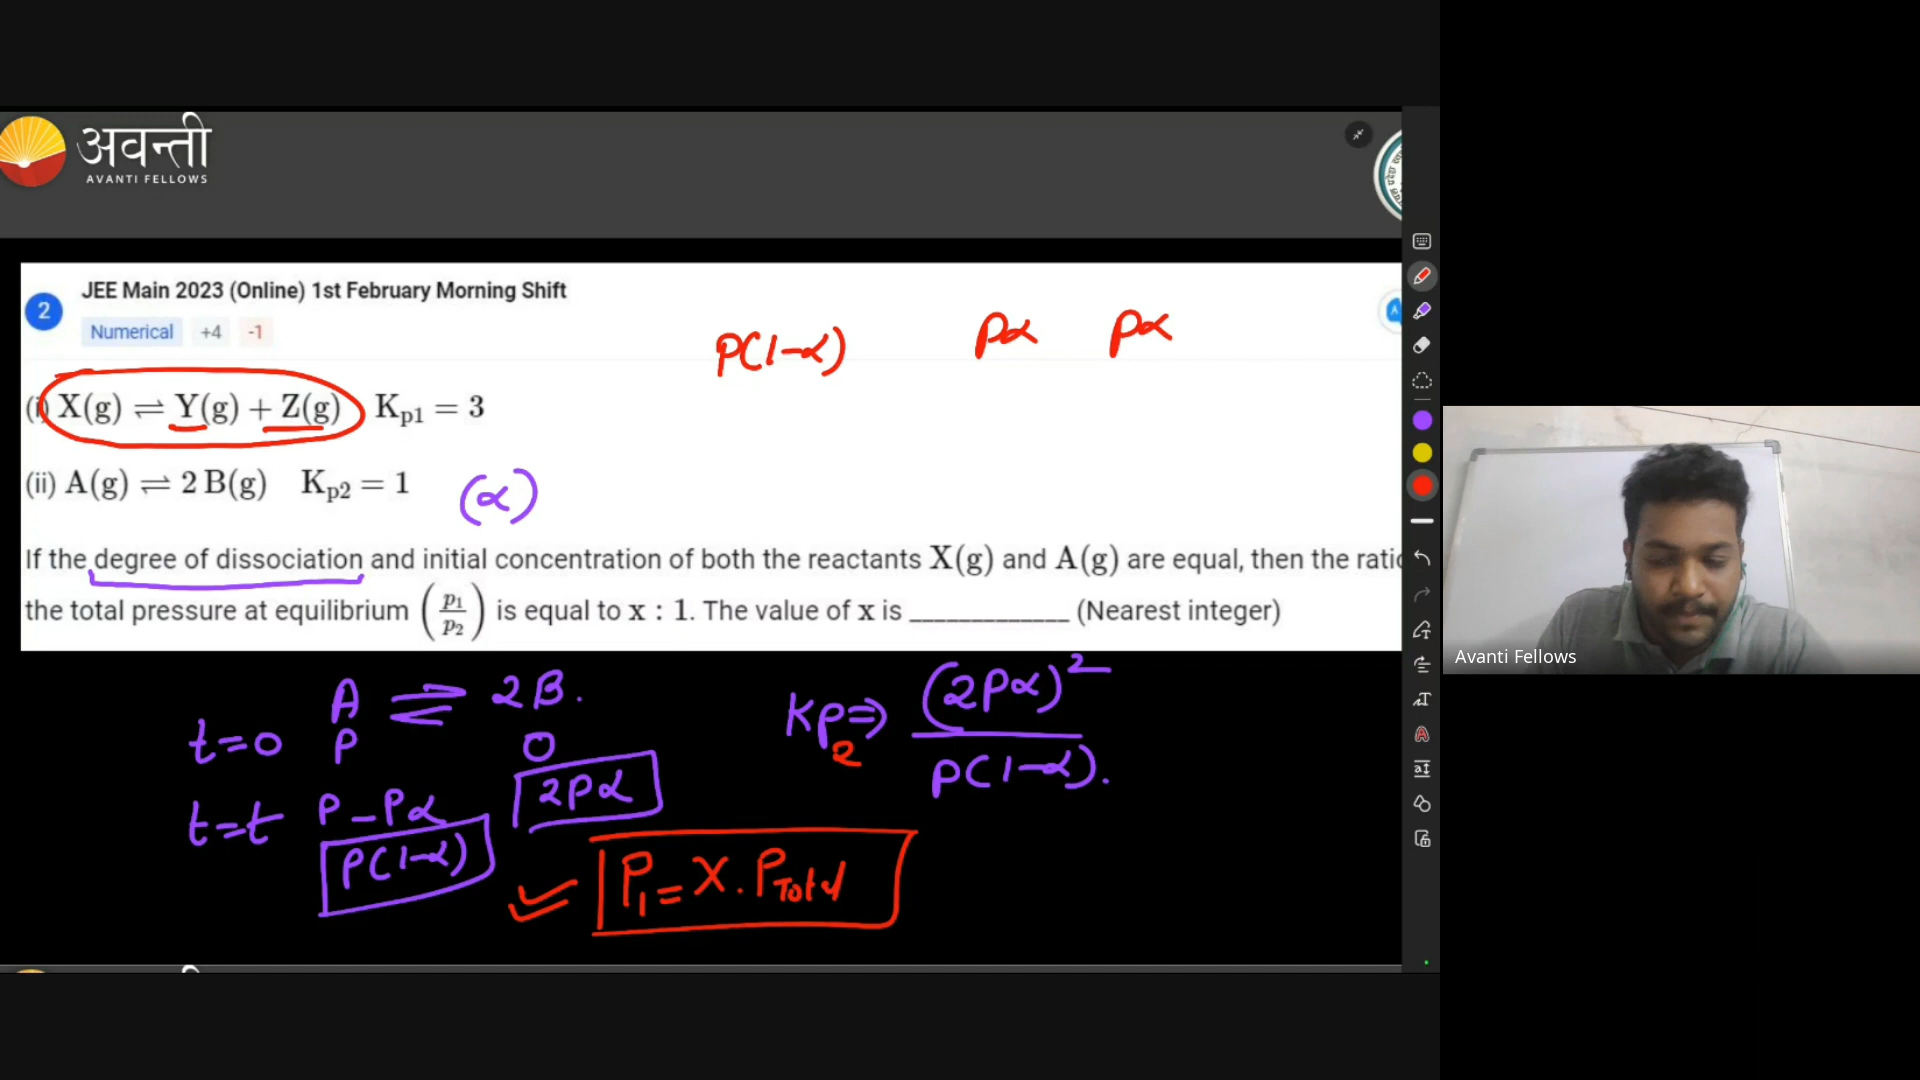 अवन्ती
AVANTI FELLOWS
2
JEE Main 2023 (Online) 1st February Morning Shift
Numerical +4 -1
P(1-α) Pα Pα
(i) X(g) ⇌ Y(g) + Z(g) Kp1 = 3
(ii) A(g) ⇌ 2 B(g) Kp2 = 1 (α)
If the degree of dissociation and initial concentration of both the reactants X(g) and A(g) are equal, then the ratio
the total pressure at equilibrium (p1/p2) is equal to x : 1. The value of x is ____________ (Nearest integer)
A ⇌ 2B.
t=0 P 0
t=t P-Pα 2Pα
P(1-α)
Kp2 ⇒ (2Pα)²/P(1-α).
P1 = X . PTotal
Avanti Fellows